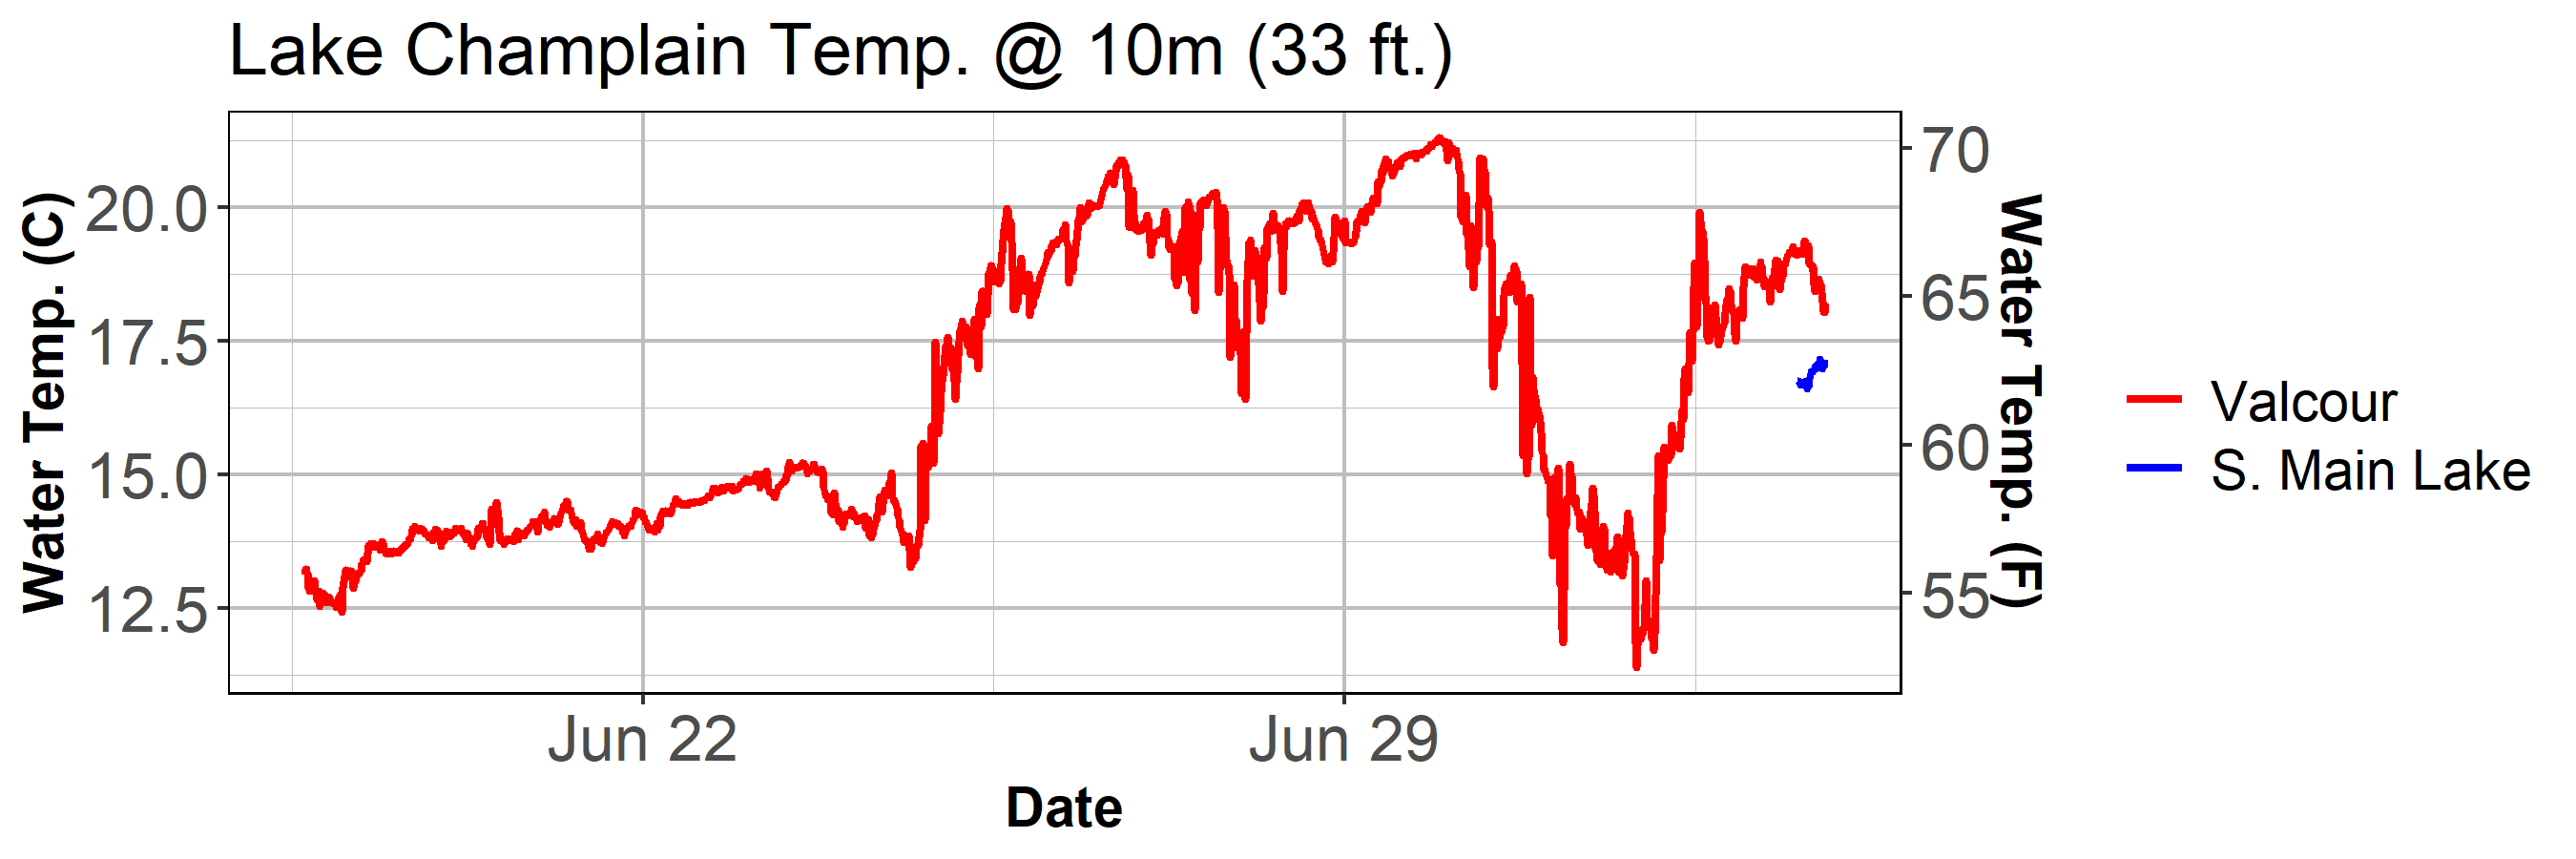 Lake Champlain Temp. @ 10m (33 ft.)
Water Temp. (C)
20.0
17.5
15.0
12.5
70
65
60
55
Water Temp. (F)
Jun 22
Jun 29
Date
Valcour
S. Main Lake